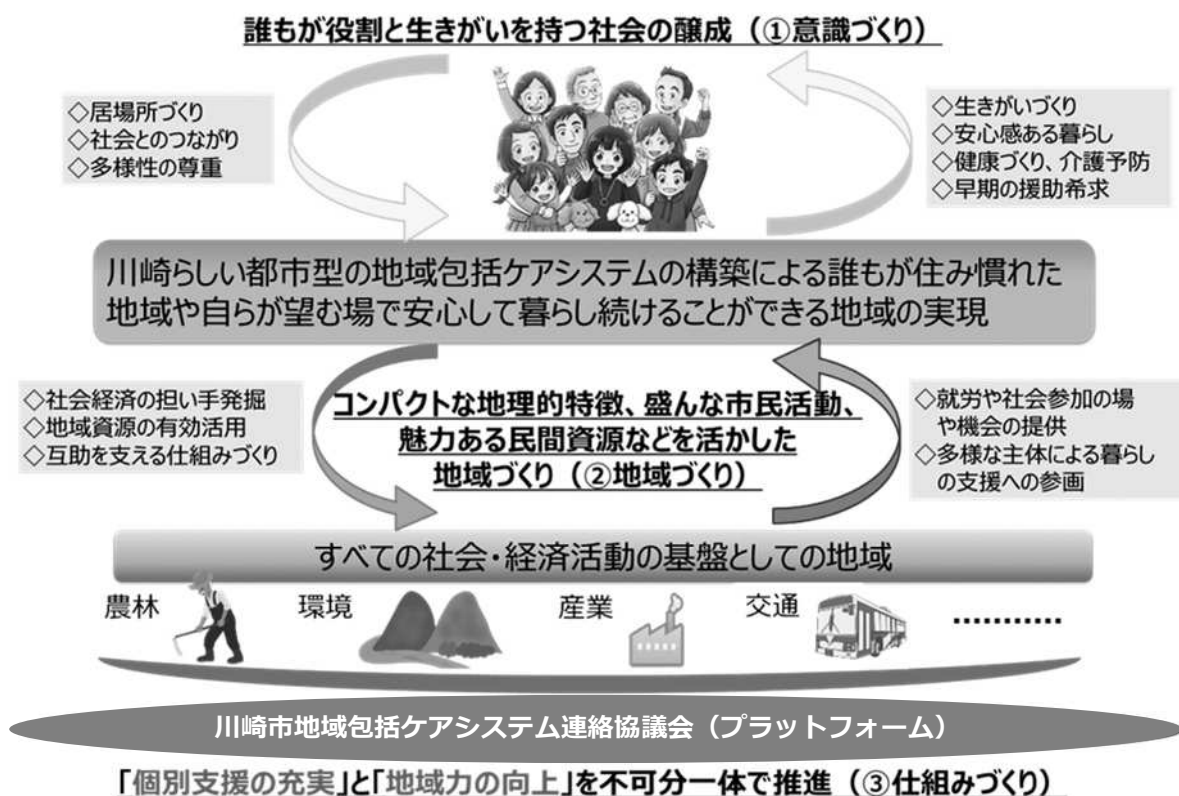 誰もが役割と生きがいを持つ社会の醸成（①意識づくり）
◇居場所づくり
◇社会とのつながり
◇多様性の尊重
◇生きがいづくり
◇安心感ある暮らし
◇健康づくり、介護予防
◇早期の援助希求
川崎らしい都市型の地域包括ケアシステムの構築による誰もが住み慣れた
地域や自らが望む場で安心して暮らし続けることができる地域の実現
◇社会経済の担い手発掘
◇地域資源の有効活用
◇互助を支える仕組みづくり
コンパクトな地理的特徴、盛んな市民活動、
魅力ある民間資源などを活かした
地域づくり（②地域づくり）
◇就労や社会参加の場
や機会の提供
◇多様な主体による暮らし
の支援への参画
すべての社会・経済活動の基盤としての地域
農林
環境
産業
交通
…………
川崎市地域包括ケアシステム連絡協議会（プラットフォーム）
「個別支援の充実」と「地域力の向上」を不可分一体で推進（③仕組みづくり）